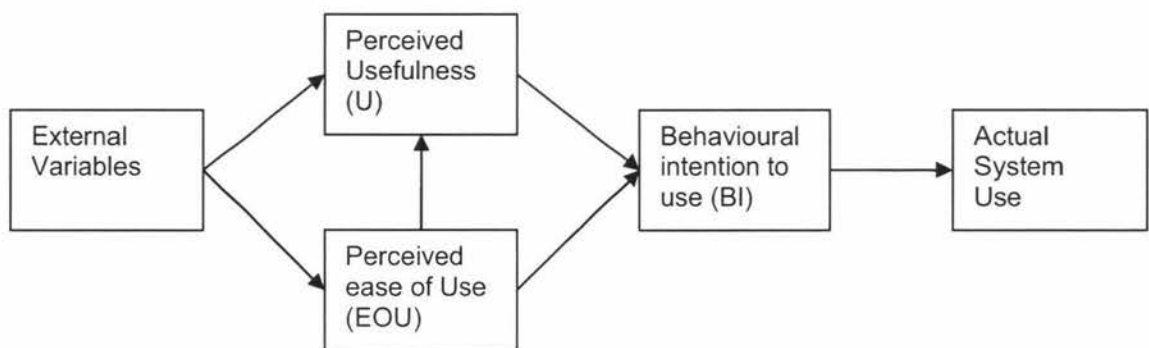 External
Variables
Perceived
Usefulness
(U)
Perceived
ease of Use
(EOU)
Behavioural
intention to
use (BI)
Actual
System
Use